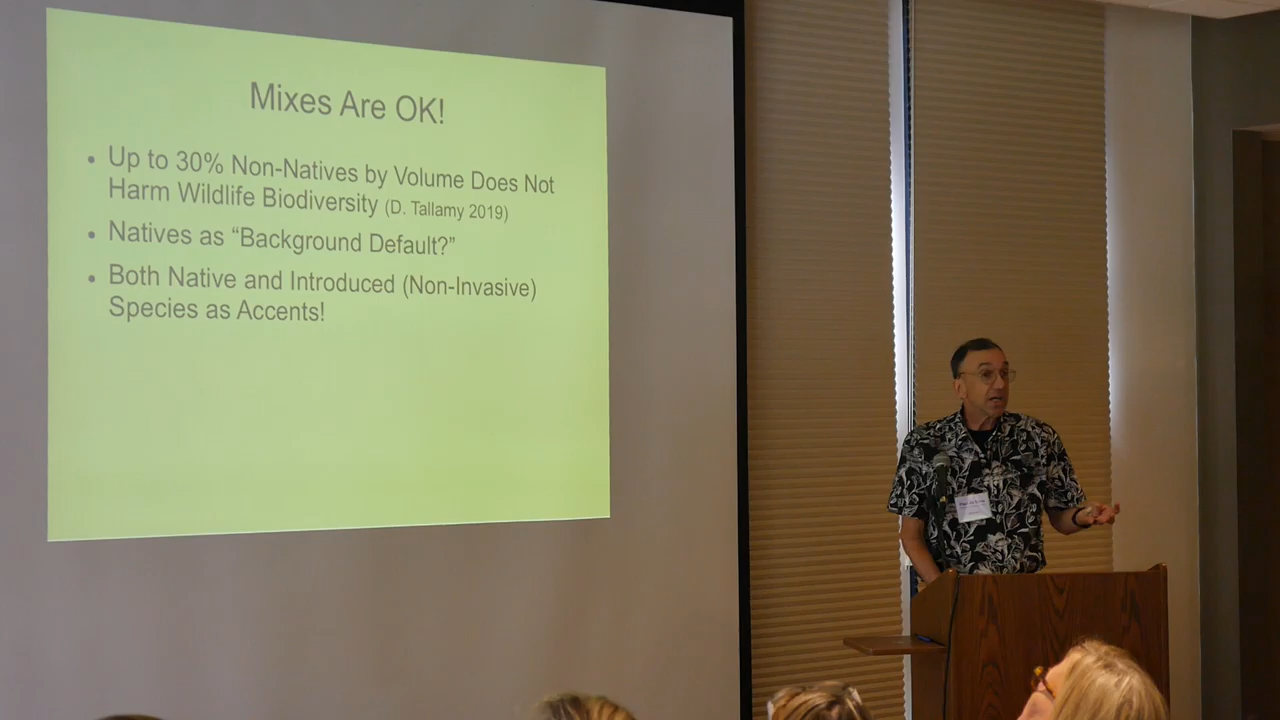 Mixes Are OK!
• Up to 30% Non-Natives by Volume Does Not
Harm Wildlife Biodiversity (D. Tallamy 2019)
• Natives as “Background Default?”
• Both Native and Introduced (Non-Invasive)
Species as Accents!